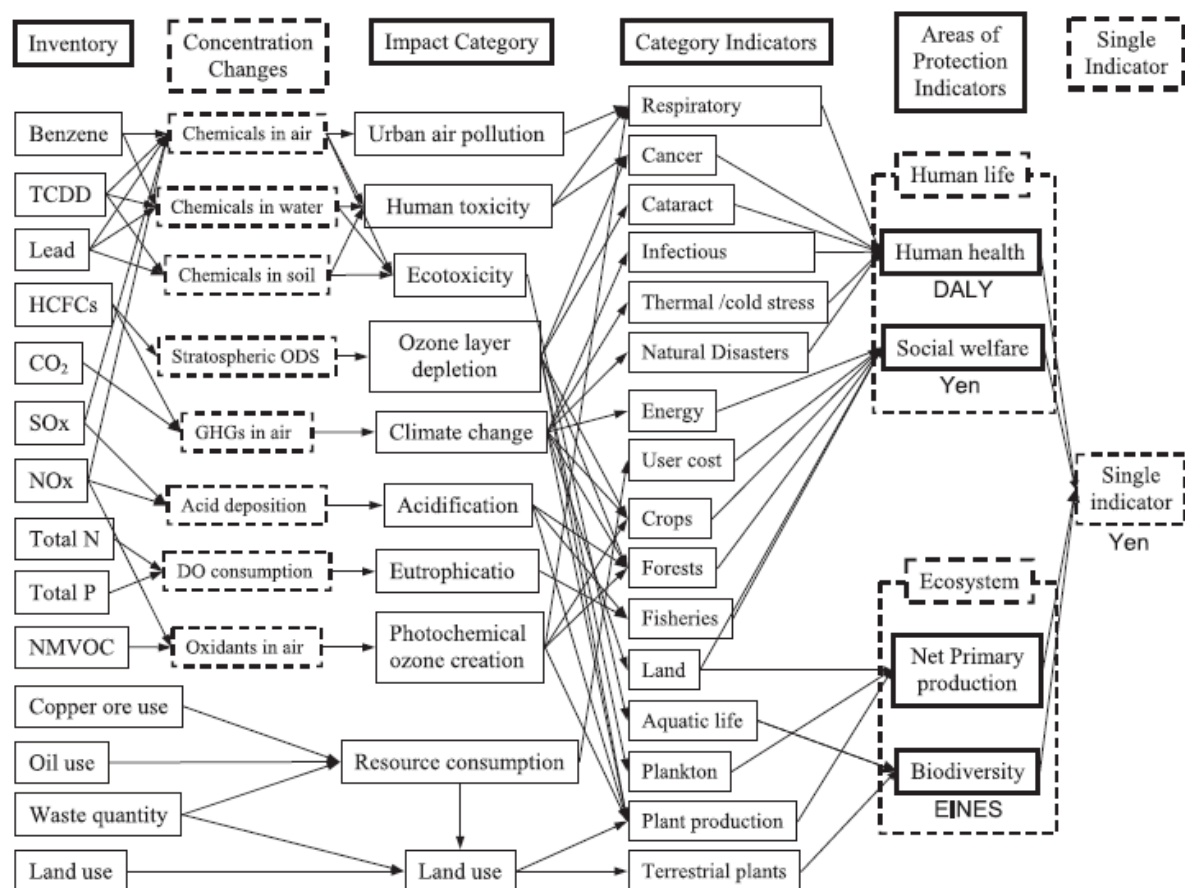 Inventory
Concentration
Changes
Impact Category
Category Indicators
Areas of
Protection
Indicators
Single
Indicator
Benzene
TCDD
Lead
HCFCs
CO₂
SOx
NOx
Total N
Total P
NMVOC
Copper ore use
Oil use
Waste quantity
Land use
Chemicals in air
Chemicals in water
Chemicals in soil
Stratospheric ODS
GHGs in air
Acid deposition
DO consumption
Oxidants in air
Urban air pollution
Human toxicity
Ecotoxicity
Ozone layer
depletion
Climate change
Acidification
Eutrophicatio
Photochemical
ozone creation
Resource consumption
Land use
Respiratory
Cancer
Cataract
Infectious
Thermal /cold stress
Natural Disasters
Energy
User cost
Crops
Forests
Fisheries
Land
Aquatic life
Plankton
Plant production
Terrestrial plants
Human life
Human health
DALY
Social welfare
Yen
Ecosystem
Net Primary
production
Biodiversity
EINES
Single
indicator
Yen